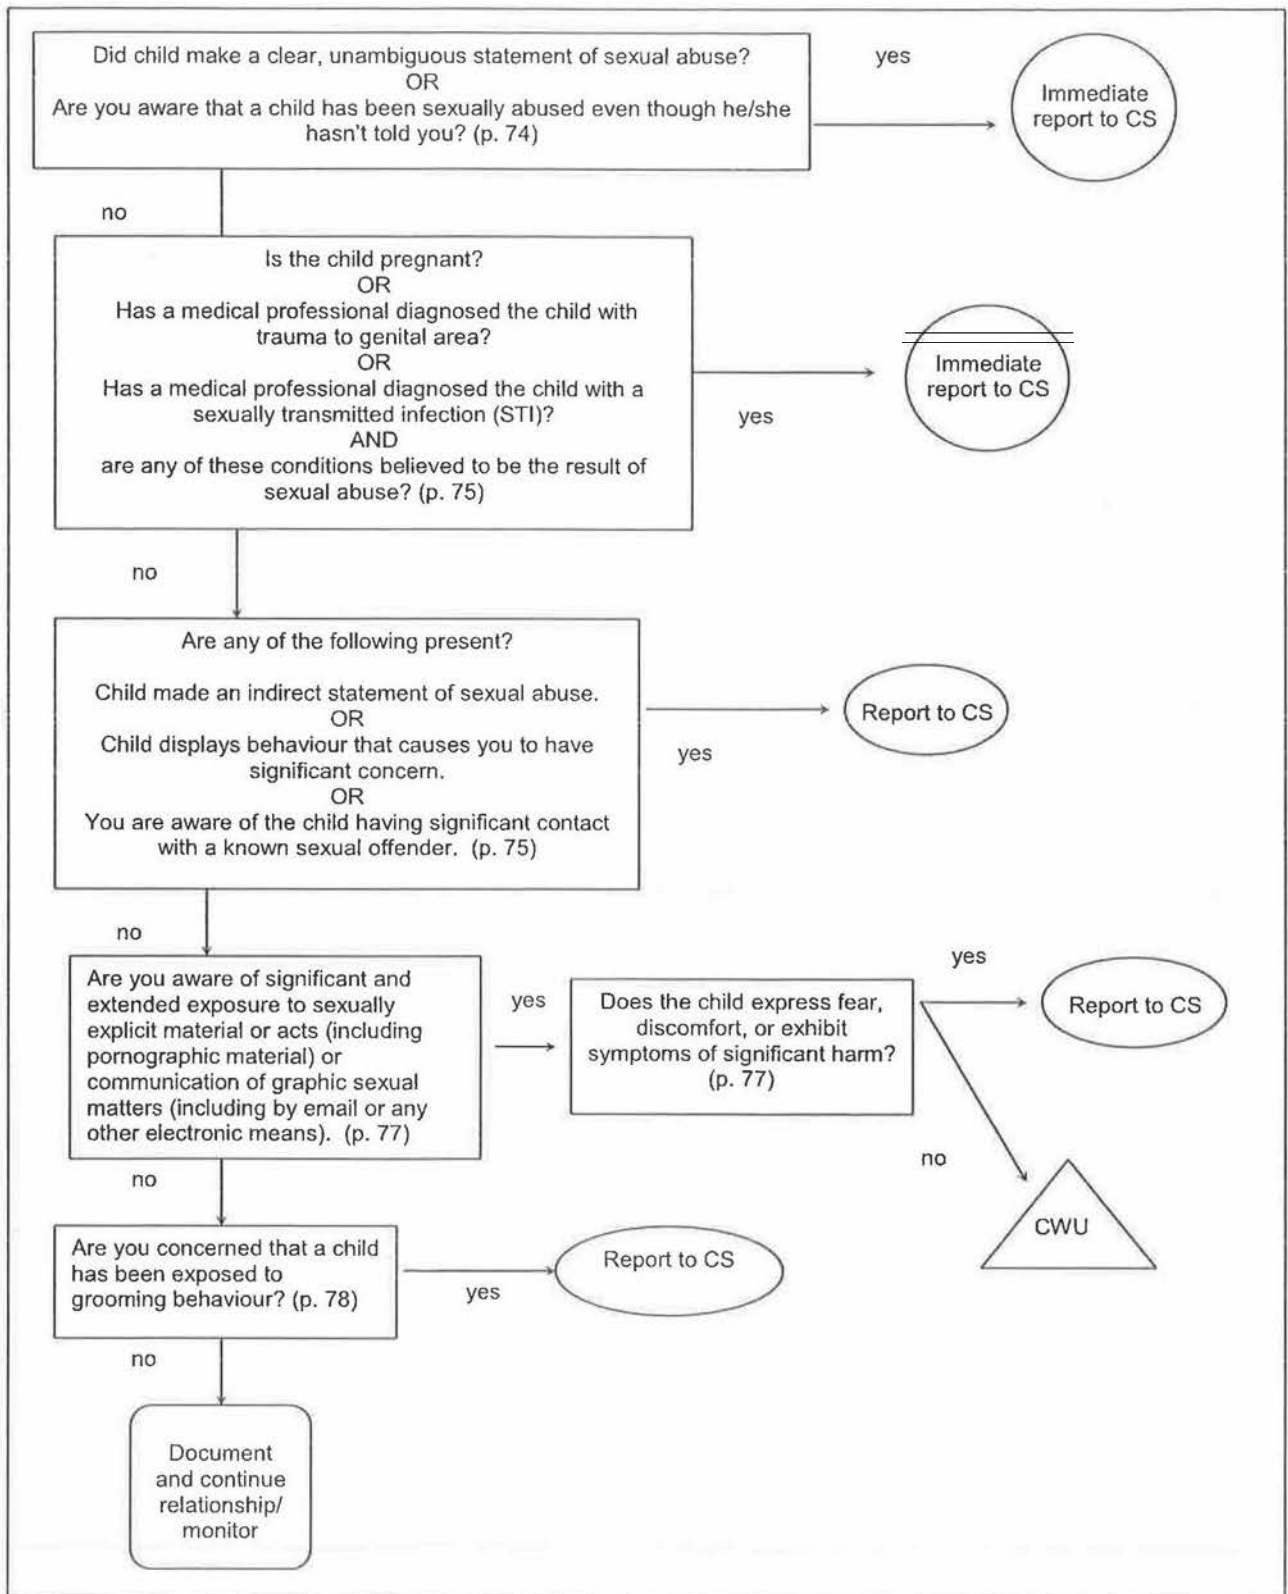 Did child make a clear, unambiguous statement of sexual abuse?
OR
Are you aware that a child has been sexually abused even though he/she
hasn't told you? (p. 74)
yes
Immediate
report to CS
no
Is the child pregnant?
OR
Has a medical professional diagnosed the child with
trauma to genital area?
OR
Has a medical professional diagnosed the child with a
sexually transmitted infection (STI)?
AND
are any of these conditions believed to be the result of
sexual abuse? (p. 75)
yes
Immediate
report to CS
no
Are any of the following present?
Child made an indirect statement of sexual abuse.
OR
Child displays behaviour that causes you to have
significant concern.
OR
You are aware of the child having significant contact
with a known sexual offender. (p. 75)
yes
Report to CS
no
Are you aware of significant and
extended exposure to sexually
explicit material or acts (including
pornographic material) or
communication of graphic sexual
matters (including by email or any
other electronic means). (p. 77)
yes
Does the child express fear,
discomfort, or exhibit
symptoms of significant harm?
(p. 77)
yes
Report to CS
no
CWU
no
Are you concerned that a child
has been exposed to
grooming behaviour? (p. 78)
yes
Report to CS
no
Document
and continue
relationship/
monitor